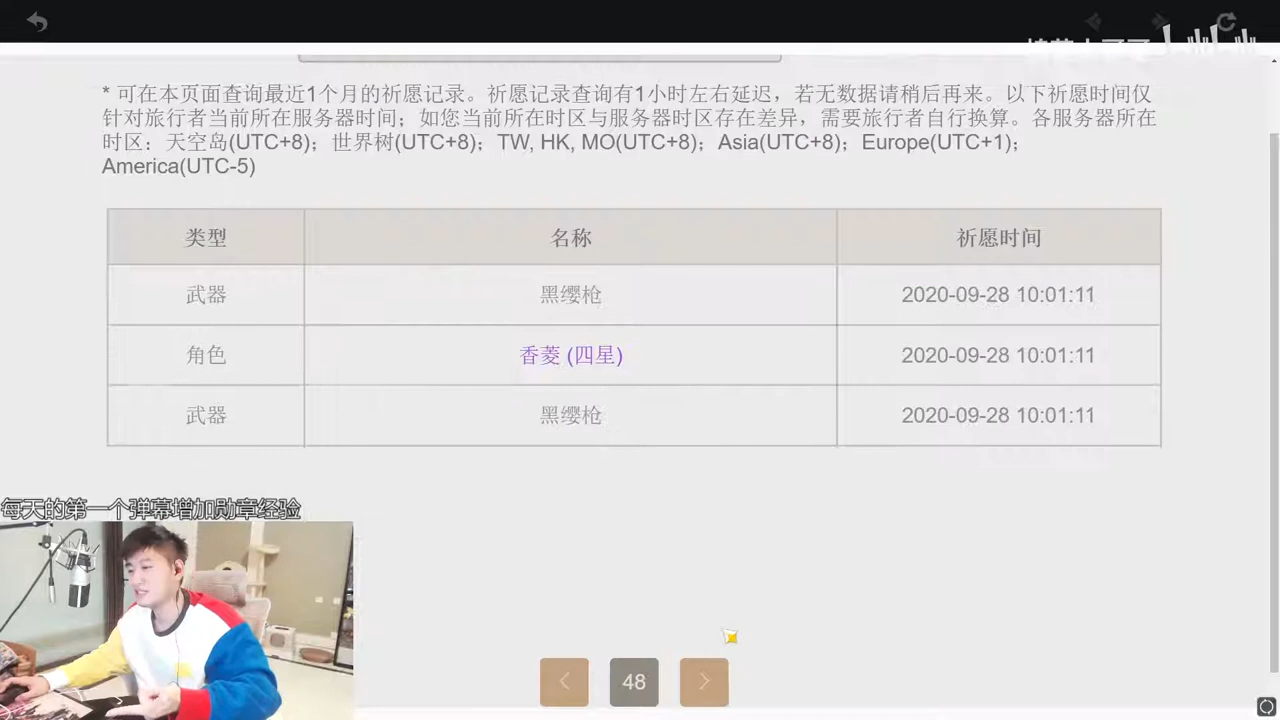 * 可在本页面查询最近1个月的祈愿记录。祈愿记录查询有1小时左右延迟，若无数据请稍后再来。以下祈愿时间仅
针对旅行者当前所在服务器时间；如您当前所在时区与服务器时区存在差异，需要旅行者自行换算。各服务器所在
时区：天空岛(UTC+8)；世界树(UTC+8)；TW, HK, MO(UTC+8)；Asia(UTC+8)；Europe(UTC+1)；
America(UTC-5)
类型 名称 祈愿时间
武器 黑缨枪 2020-09-28 10:01:11
角色 香菱 (四星) 2020-09-28 10:01:11
武器 黑缨枪 2020-09-28 10:01:11
每天的第一个弹幕增加勋章经验
48